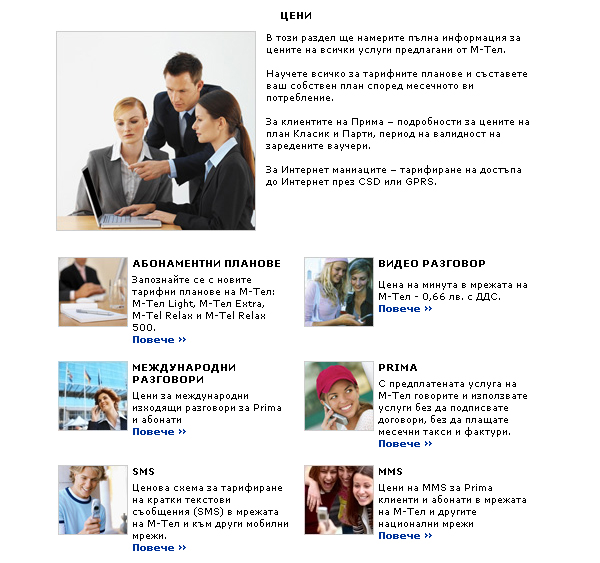 ЦЕНИ
В този раздел ще намерите пълна информация за
цените на всички услуги предлагани от М-Тел.
Научете всичко за тарифните планове и съставете
ваш собствен план според месечното ви
потребление.
За клиентите на Прима – подробности за цените на
план Класик и Парти, период на валидност на
заредените ваучери.
За Интернет маниаците – тарифиране на достъпа
до Интернет през CSD или GPRS.
АБОНАМЕНТНИ ПЛАНОВЕ
Запознайте се с новите
тарифни планове на М-Тел:
М-Тел Light, М-Тел Extra,
M-Tel Relax и M-Tel Relax
500.
Повече ››
ВИДЕО РАЗГОВОР
Цена на минута в мрежата на
М-Тел - 0,66 лв. с ДДС.
Повече ››
МЕЖДУНАРОДНИ
РАЗГОВОРИ
Цени за международни
изходящи разговори за Prima
и абонати
Повече ››
PRIMA
С предплатената услуга на
М-Тел говорите и използвате
услуги без да подписвате
договори, без да плащате
месечни такси и фактури.
Повече ››
SMS
Ценова схема за тарифиране
на кратки текстови
съобщения (SMS) в мрежата
на М-Тел и към други мобилни
мрежи.
Повече ››
MMS
Цени на MMS за Prima
клиенти и абонати в мрежата
на М-Тел и другите
национални мрежи
Повече ››